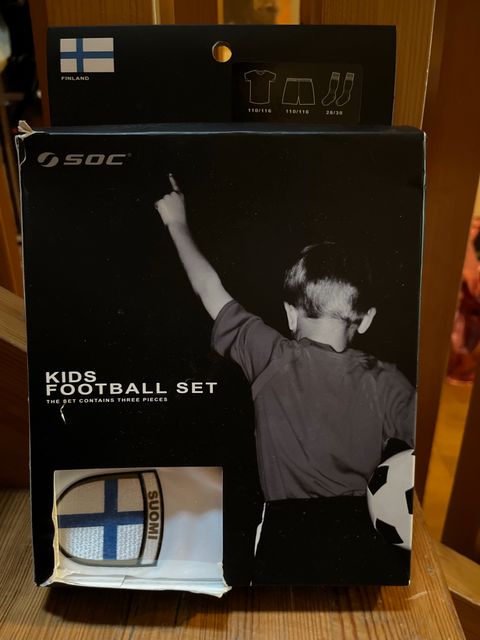 FINLAND
110/116 110/116 28/30
SOC
KIDS
FOOTBALL SET
THE SET CONTAINS THREE PIECES
SUOMI